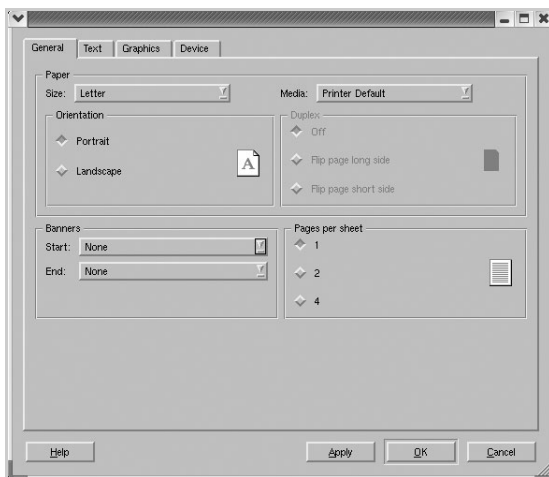 General Text Graphics Device
Paper
Size: Letter Media: Printer Default
Orientation Duplex
Portrait Off
Landscape Flip page long side
Flip page short side
A
Banners Pages per sheet
Start: None 1
End: None 2
4
Help Apply OK Cancel